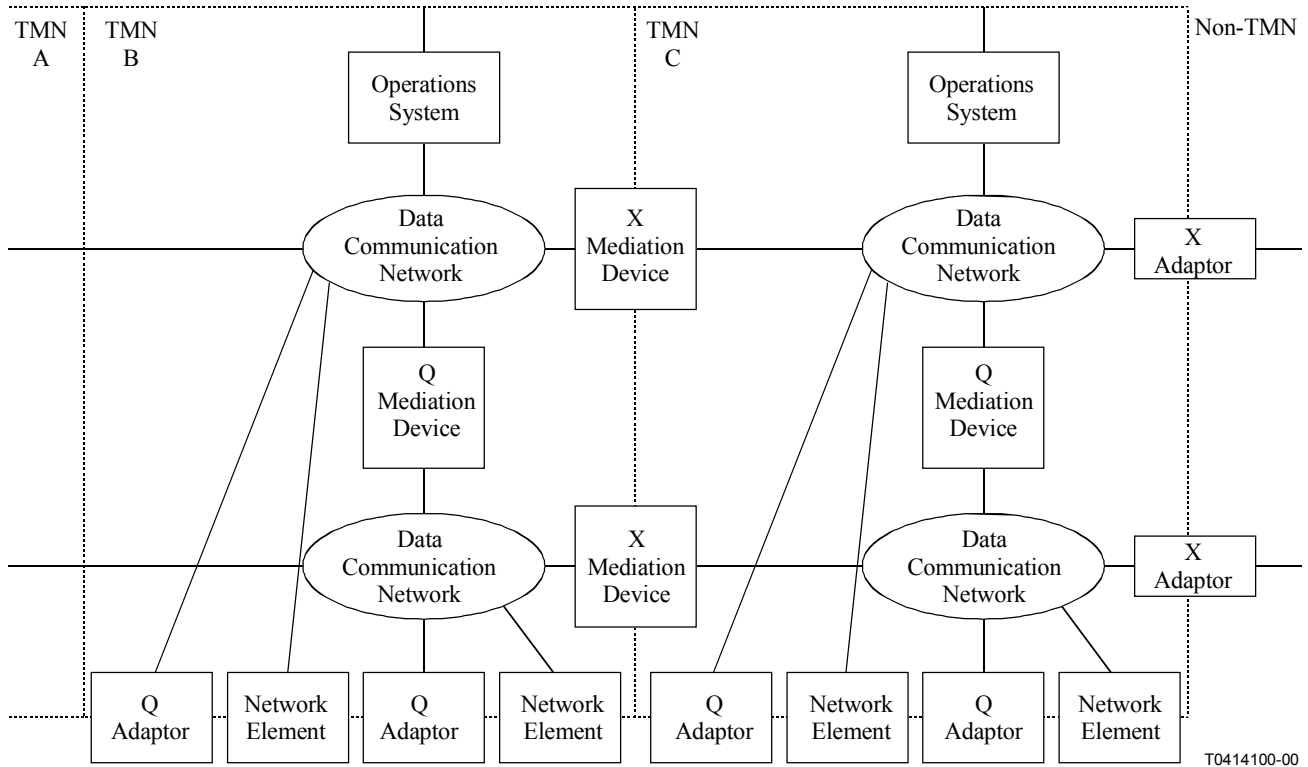 TMN
A
TMN
B
TMN
C
Non-TMN
Operations
System
Operations
System
Data
Communication
Network
X
Mediation
Device
Data
Communication
Network
X
Adaptor
Q
Mediation
Device
Q
Mediation
Device
Data
Communication
Network
X
Mediation
Device
Data
Communication
Network
X
Adaptor
Q
Adaptor
Network
Element
Q
Adaptor
Network
Element
Q
Adaptor
Network
Element
Q
Adaptor
Network
Element
T0414100-00